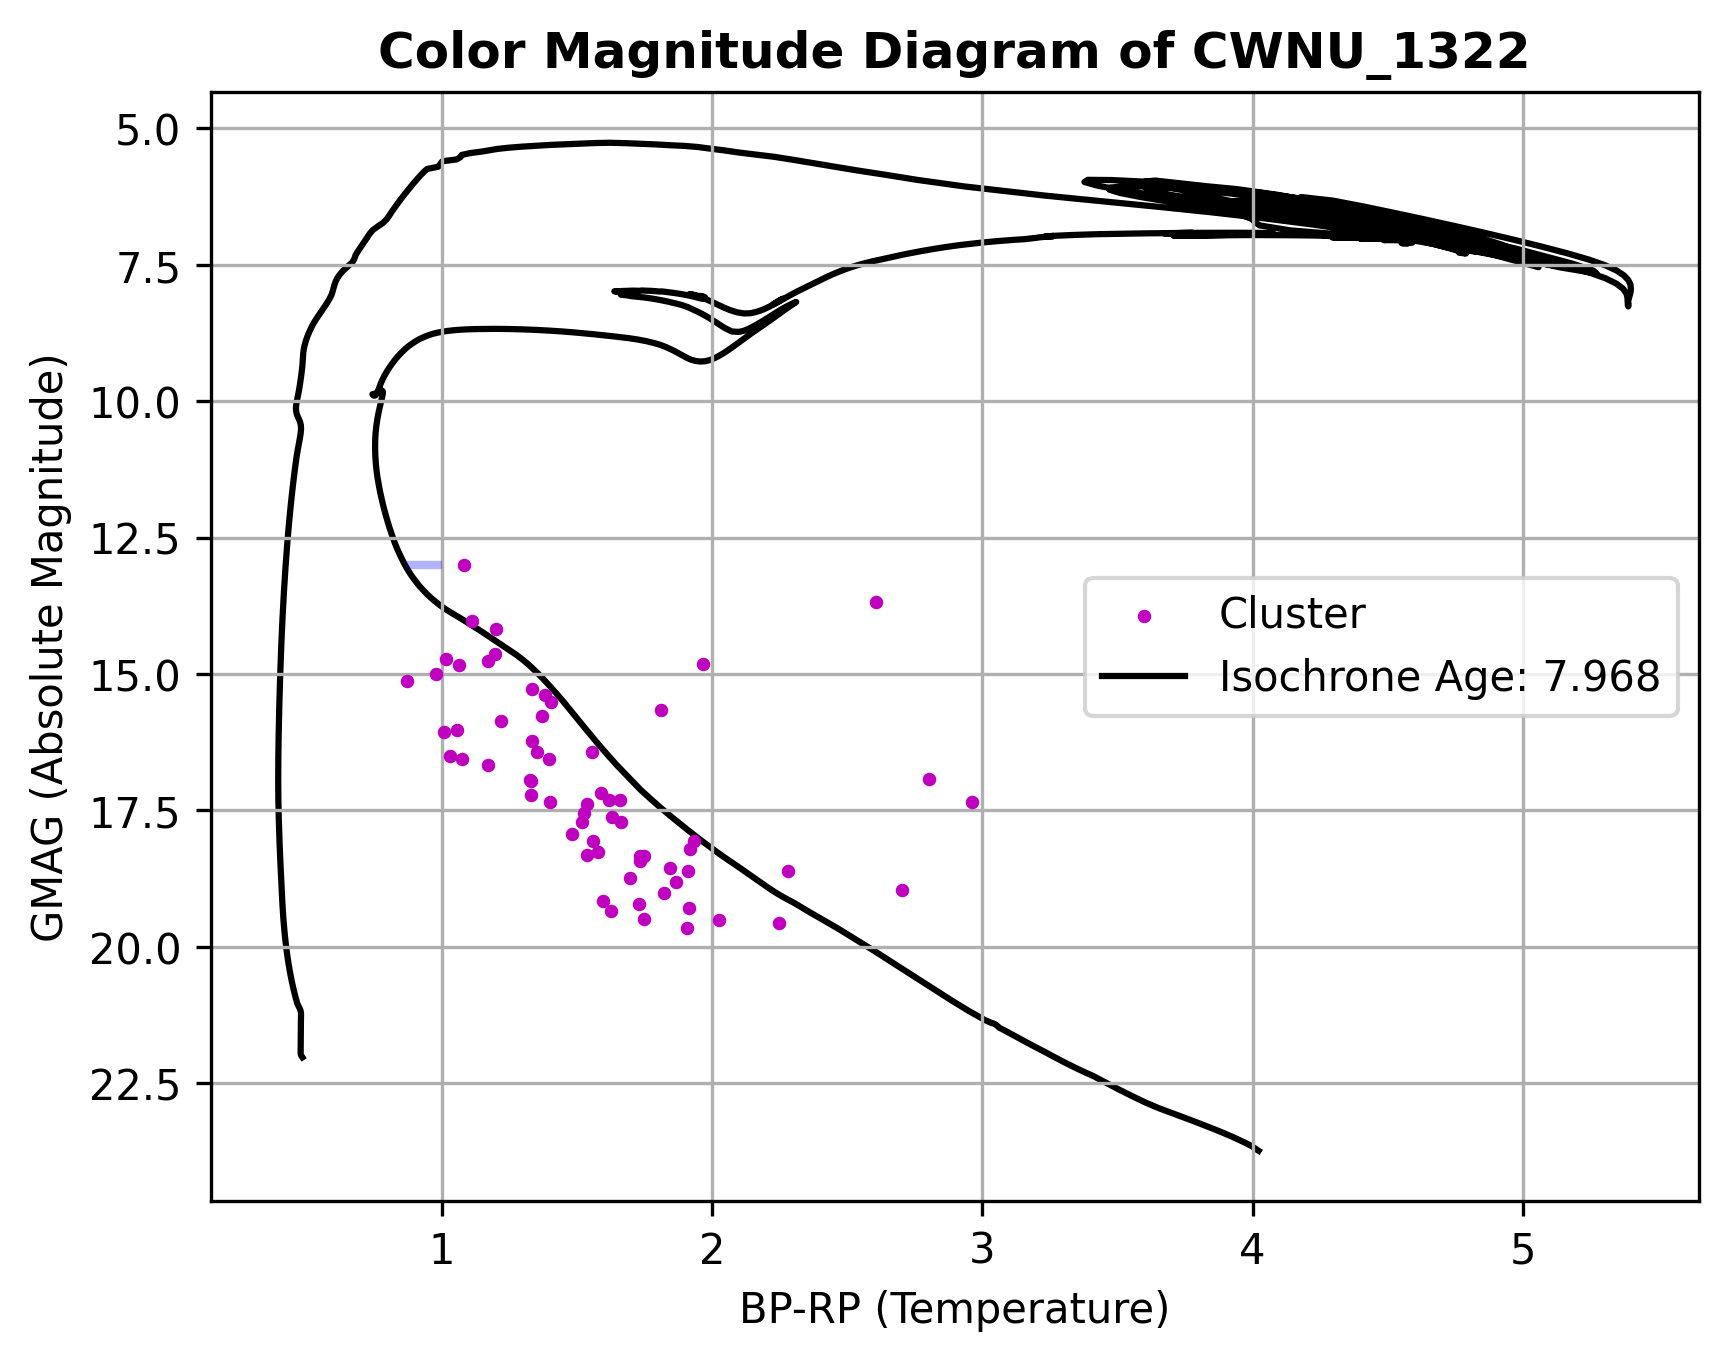 Color Magnitude Diagram of CWNU_1322
GMAG (Absolute Magnitude)
5.0
7.5
10.0
12.5
15.0
17.5
20.0
22.5
Cluster
Isochrone Age: 7.968
1 2 3 4 5
BP-RP (Temperature)